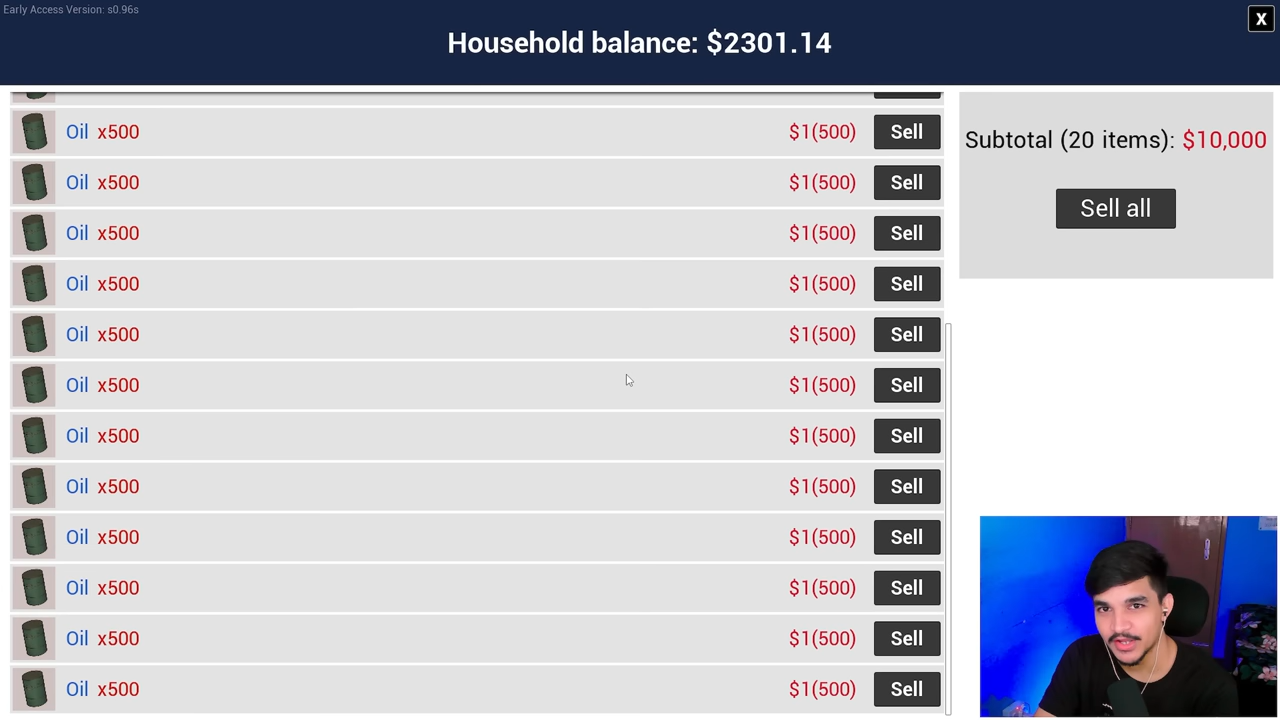 Early Access Version: s0.96s
X
Household balance: $2301.14
Oil x500 $1(500) Sell
Oil x500 $1(500) Sell
Oil x500 $1(500) Sell
Oil x500 $1(500) Sell
Oil x500 $1(500) Sell
Oil x500 $1(500) Sell
Oil x500 $1(500) Sell
Oil x500 $1(500) Sell
Oil x500 $1(500) Sell
Oil x500 $1(500) Sell
Oil x500 $1(500) Sell
Oil x500 $1(500) Sell
Subtotal (20 items): $10,000
Sell all